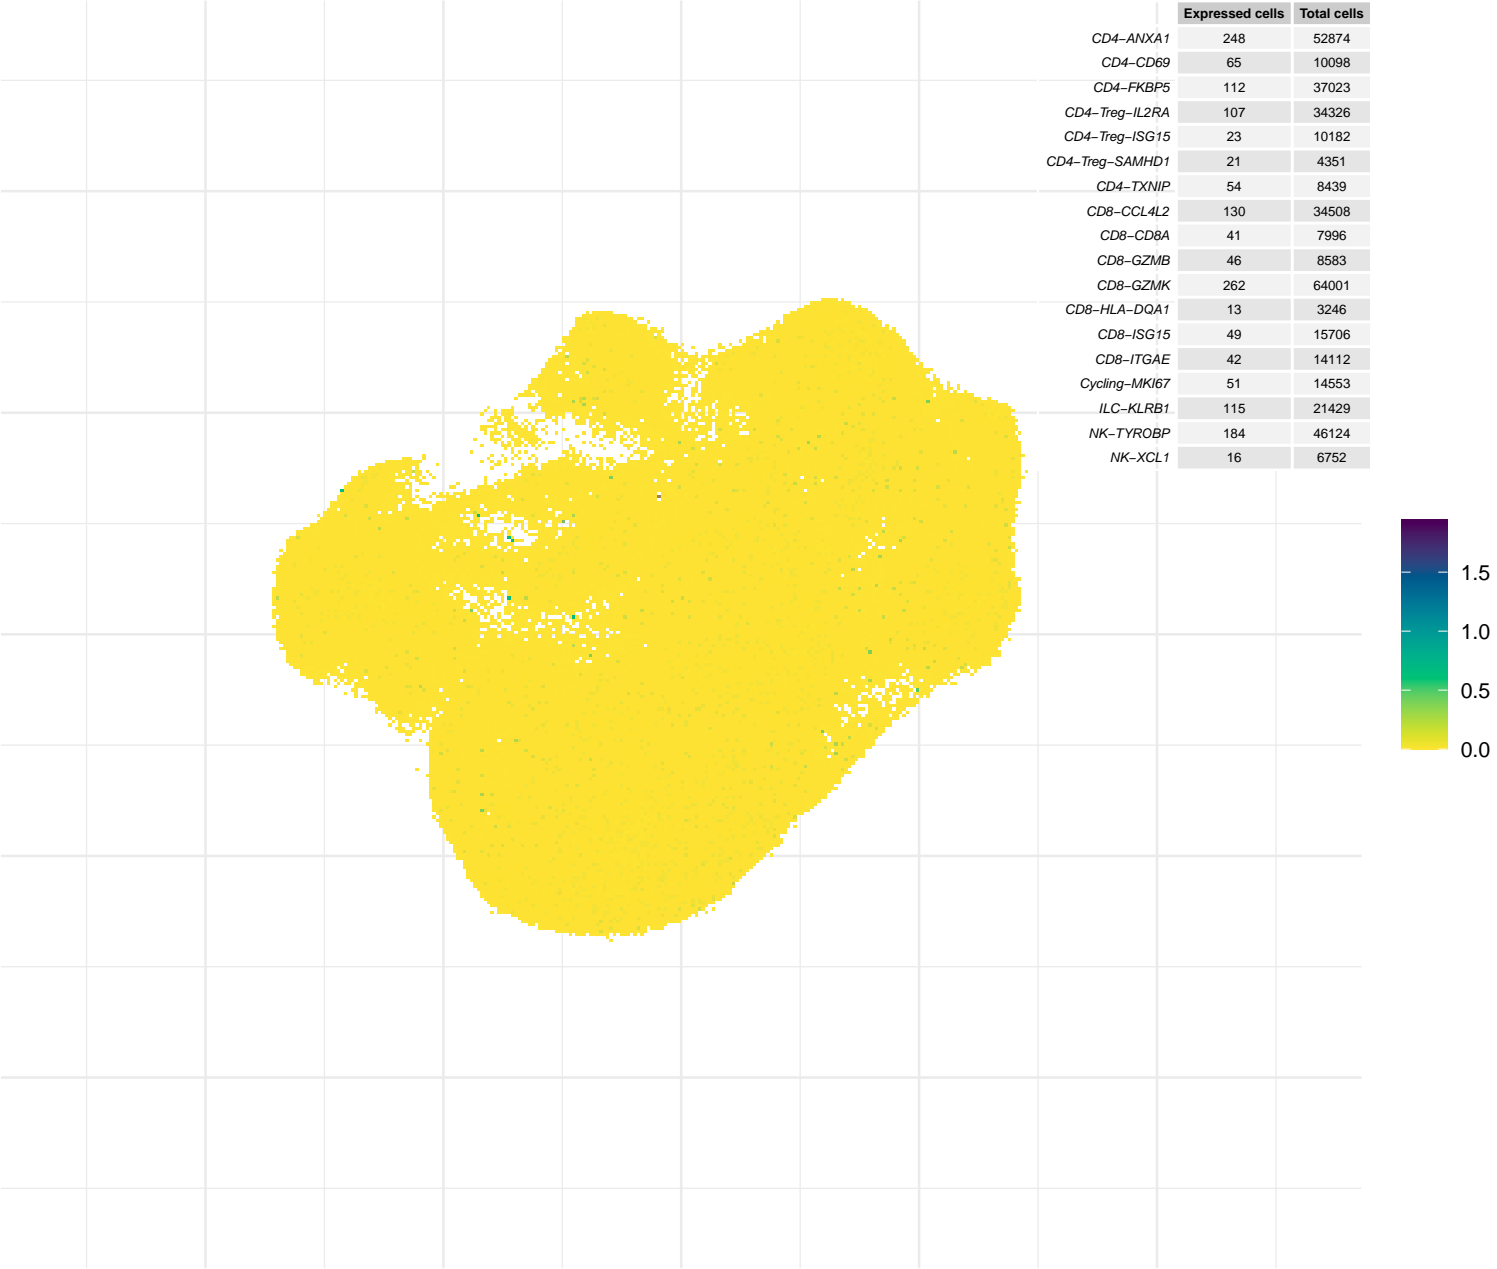 Expressed cells Total cells
CD4−ANXA1 248 52874
CD4−CD69 65 10098
CD4−FKBP5 112 37023
CD4−Treg−IL2RA 107 34326
CD4−Treg−ISG15 23 10182
CD4−Treg−SAMHD1 21 4351
CD4−TXNIP 54 8439
CD8−CCL4L2 130 34508
CD8−CD8A 41 7996
CD8−GZMB 46 8583
CD8−GZMK 262 64001
CD8−HLA−DQA1 13 3246
CD8−ISG15 49 15706
CD8−ITGAE 42 14112
Cycling−MKI67 51 14553
ILC−KLRB1 115 21429
NK−TYROBP 184 46124
NK−XCL1 16 6752
1.5
1.0
0.5
0.0